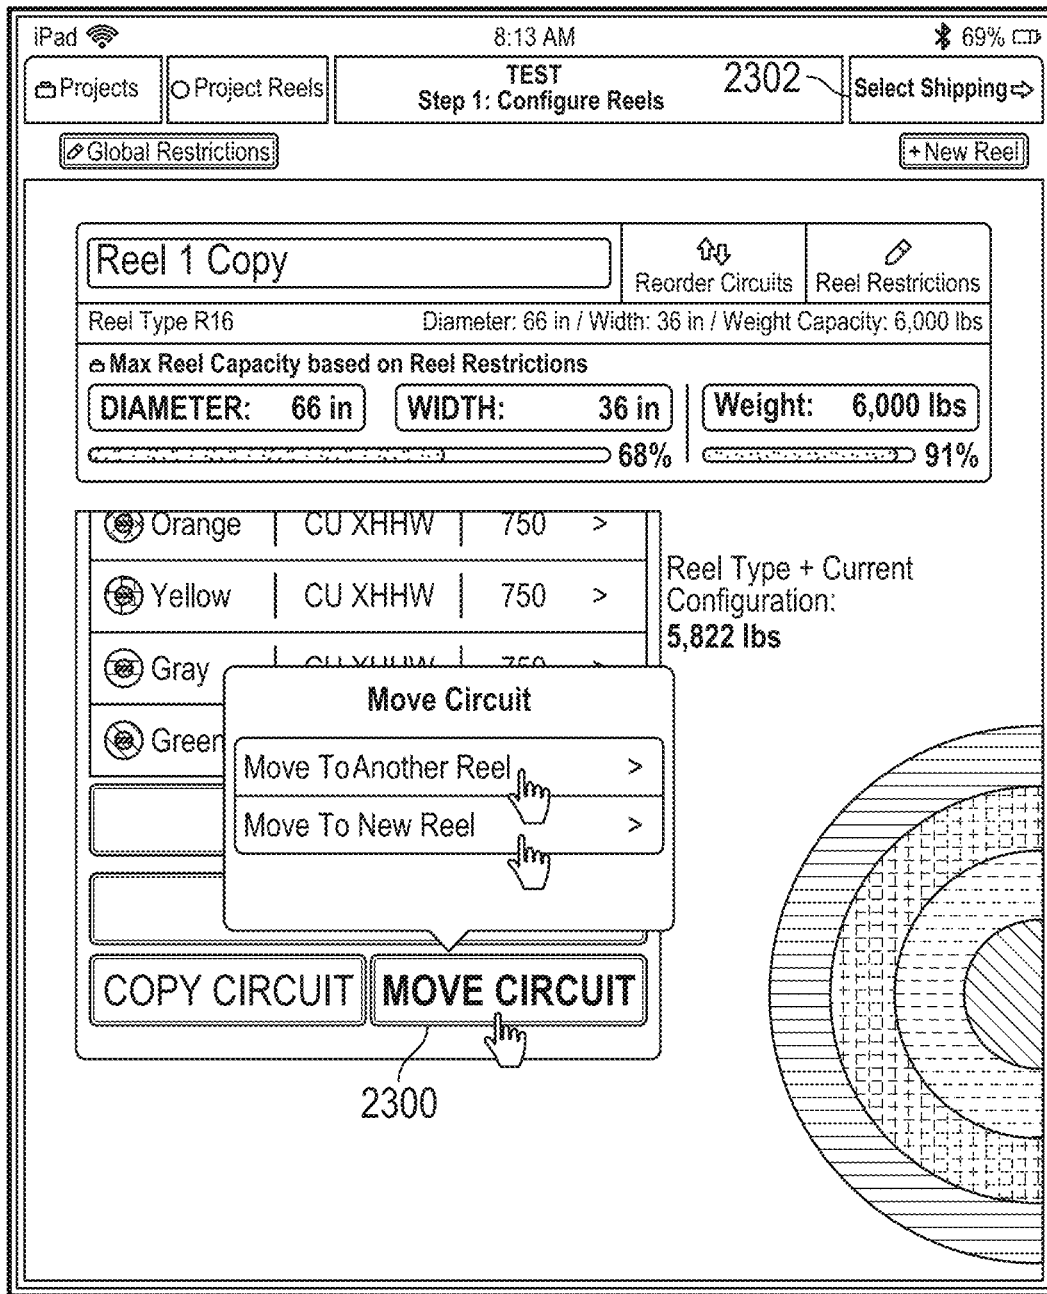 iPad 8:13 AM 69%
Projects Project Reels TEST 2302 Select Shipping
Step 1: Configure Reels
Global Restrictions + New Reel
Reel 1 Copy
Reorder Circuits Reel Restrictions
Reel Type R16 Diameter: 66 in / Width: 36 in / Weight Capacity: 6,000 lbs
Max Reel Capacity based on Reel Restrictions
DIAMETER: 66 in WIDTH: 36 in Weight: 6,000 lbs
68% 91%
Orange CU XHHW 750 >
Yellow CU XHHW 750 >
Gray CU XHHW 750 >
Green
Reel Type + Current
Configuration:
5,822 lbs
Move Circuit
Move To Another Reel >
Move To New Reel >
COPY CIRCUIT MOVE CIRCUIT
2300